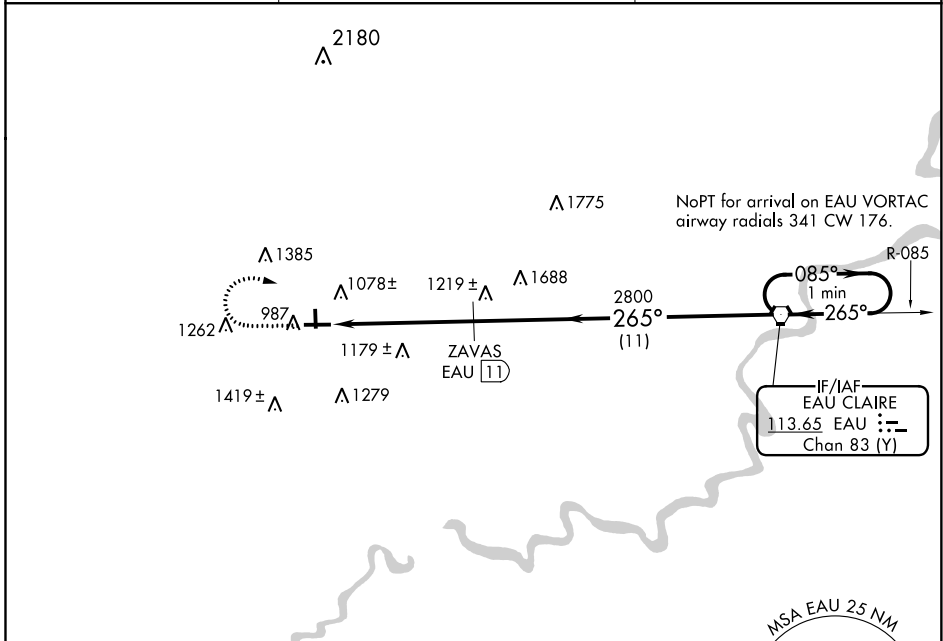 2180
1775
NoPT for arrival on EAU VORTAC
airway radials 341 CW 176.
R-085
1385
1078±
1219 ±
1688
085°
1 min
2800
265°
265°
(11)
1262
987
1179 ±
ZAVAS
EAU 11
1419 ±
1279
IF/IAF
EAU CLAIRE
113.65 EAU
Chan 83 (Y)
MSA EAU 25 NM